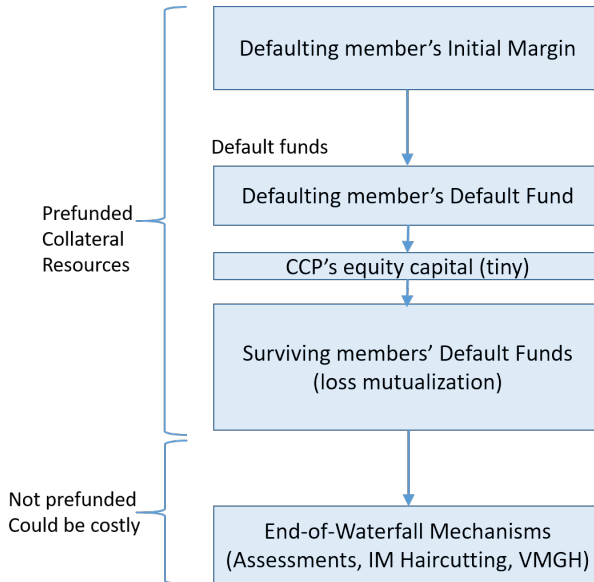 Defaulting member’s Initial Margin
Default funds
Defaulting member’s Default Fund
Prefunded
Collateral
Resources
CCP’s equity capital (tiny)
Surviving members’ Default Funds
(loss mutualization)
Not prefunded
Could be costly
End-of-Waterfall Mechanisms
(Assessments, IM Haircutting, VMGH)